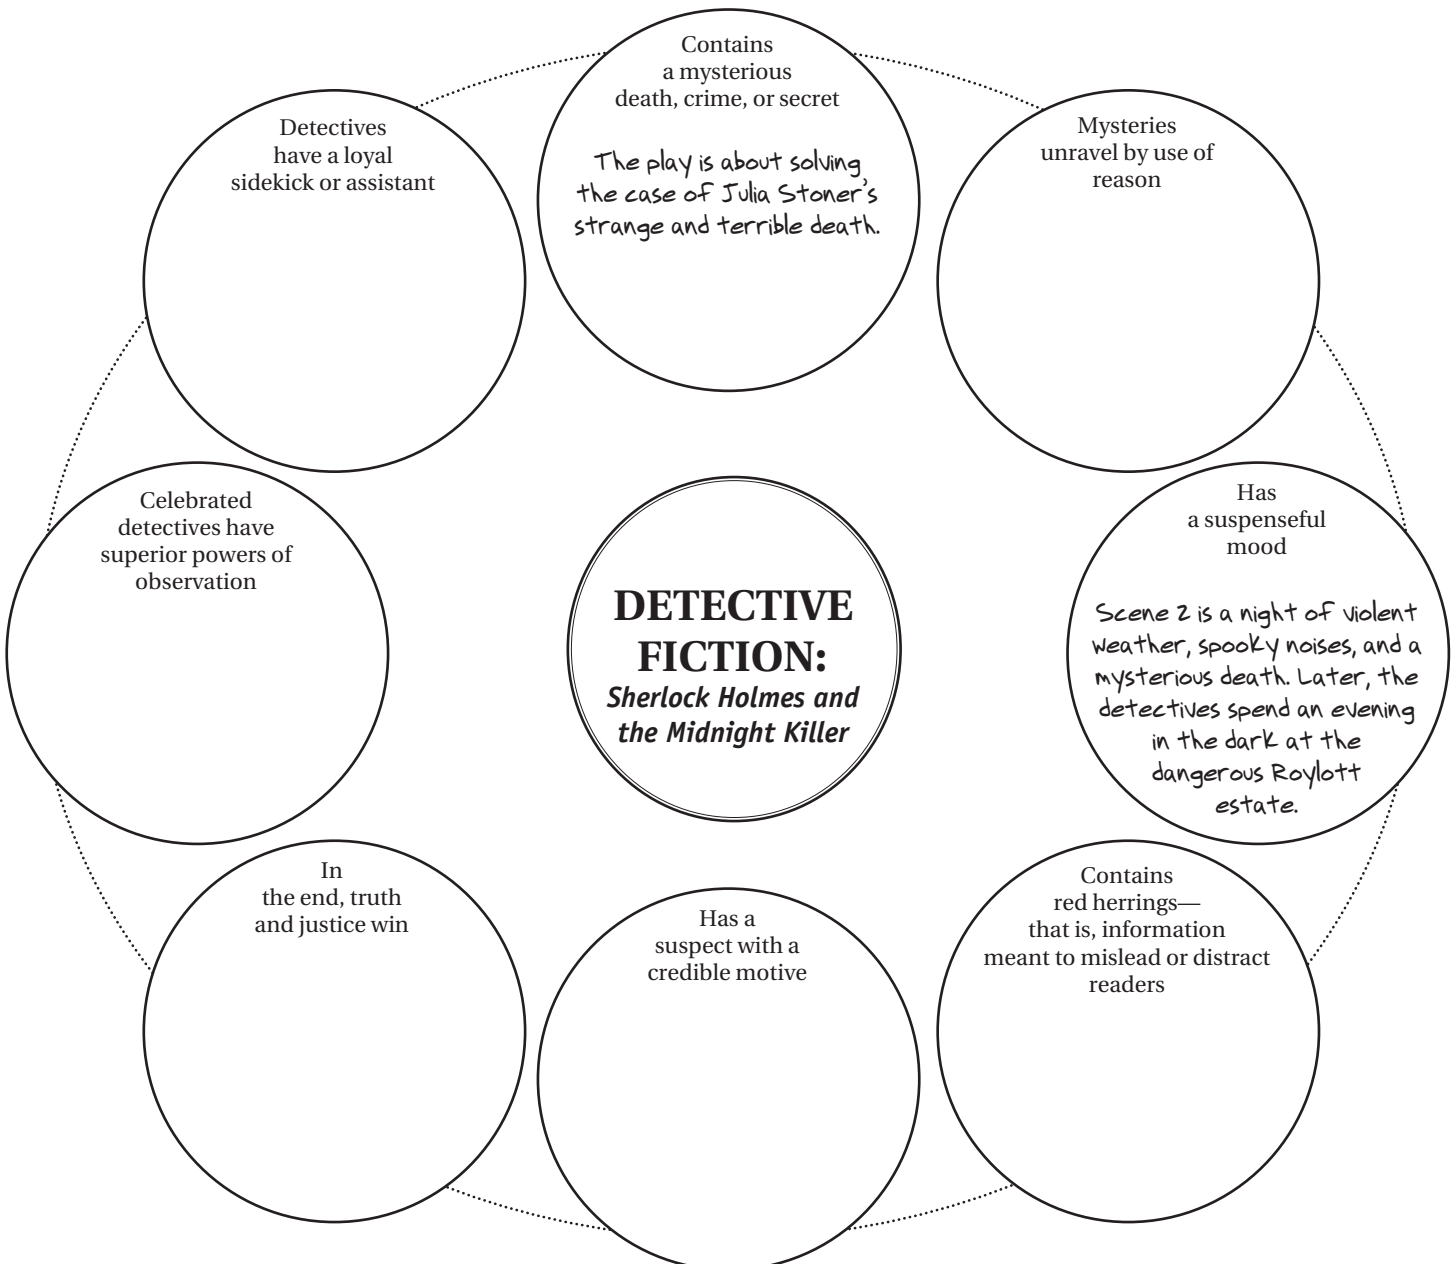 Contains
a mysterious
death, crime, or secret
The play is about solving
the case of Julia Stoner's
strange and terrible death.
Detectives
have a loyal
sidekick or assistant
Mysteries
unravel by use of
reason
Celebrated
detectives have
superior powers of
observation
DETECTIVE
FICTION:
Sherlock Holmes and
the Midnight Killer
Has
a suspenseful
mood
Scene 2 is a night of violent
weather, spooky noises, and a
mysterious death. Later, the
detectives spend an evening
in the dark at the
dangerous Roylott
estate.
In
the end, truth
and justice win
Has a
suspect with a
credible motive
Contains
red herrings—
that is, information
meant to mislead or distract
readers